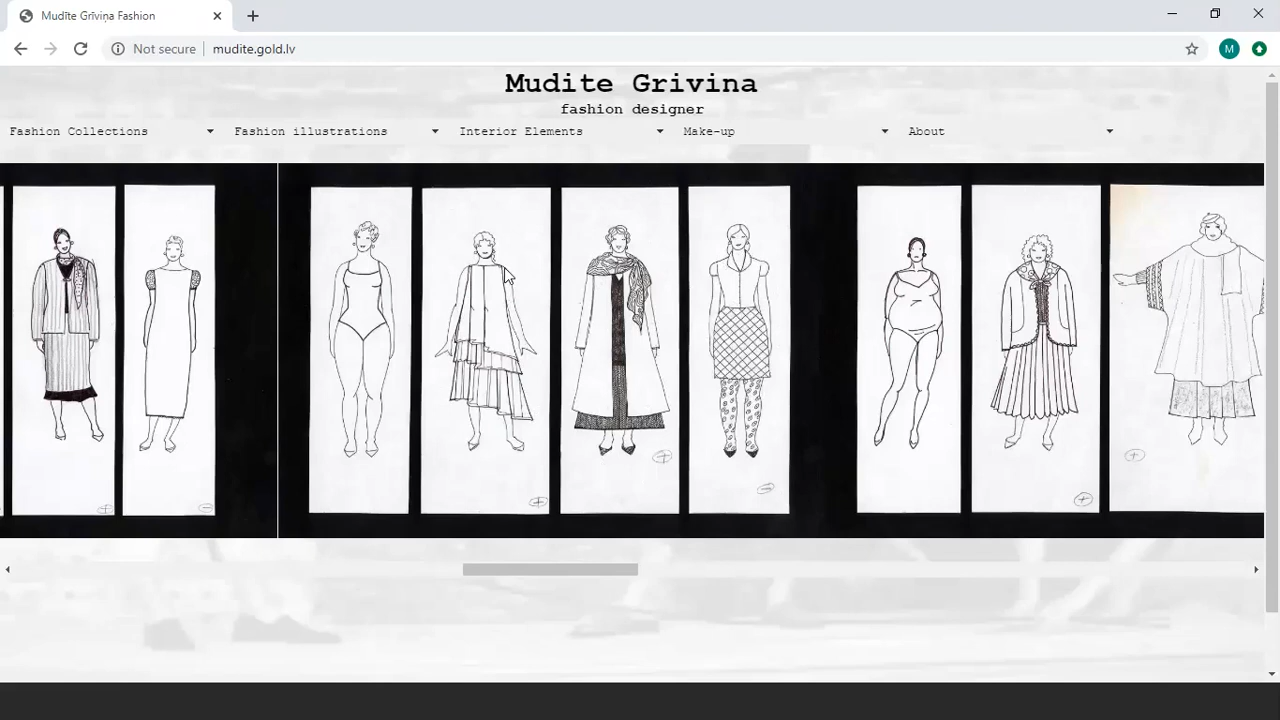 Mudīte Grīviņa Fashion
Not secure
mudite.gold.lv
M
Mudite Grivina
fashion designer
Fashion Collections
Fashion illustrations
Interior Elements
Make-up
About